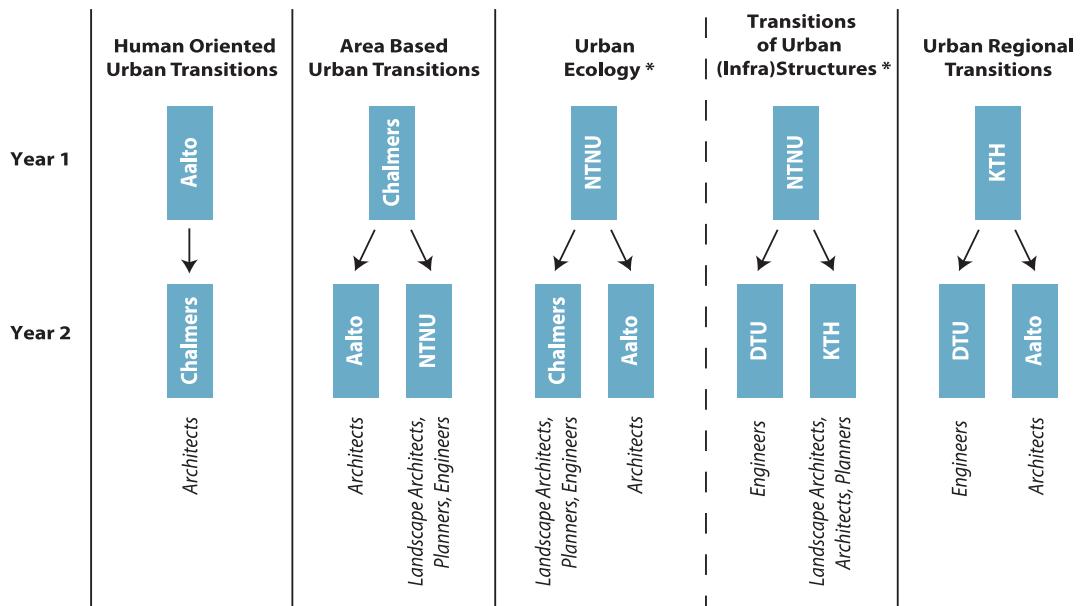 Human Oriented
Urban Transitions
Area Based
Urban Transitions
Urban
Ecology *
Transitions
of Urban
(Infra)Structures *
Urban Regional
Transitions
Year 1
Aalto
Chalmers
NTNU
NTNU
KTH
Year 2
Chalmers
Aalto
NTNU
Chalmers
Aalto
DTU
KTH
DTU
Aalto
Architects
Architects
Landscape Architects,
Planners, Engineers
Landscape Architects,
Planners, Engineers
Architects
Engineers
Landscape Architects,
Architects, Planners
Engineers
Architects